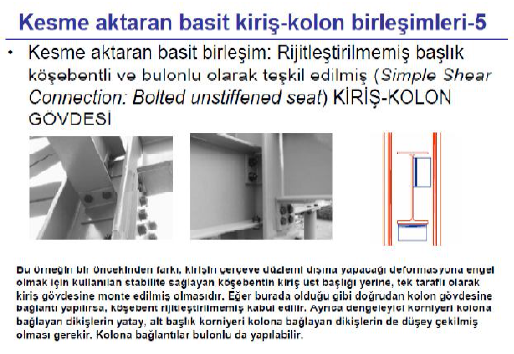 Kesme aktaran basit kiriş-kolon birleşimleri-5
• Kesme aktaran basit birleşim: Rijitleştirilmemiş başlık
köşebentli ve bulonlu olarak teşkil edilmiş (Simple Shear
Connection: Bolted unstiffened seat) KİRİŞ-KOLON
GÖVDESİ
Bu örneğin bir öncekinden farkı, kirişin çerçeve düzlemi dışına yapacağı deformasyona engel
olmak için kullanılan stabilite sağlayan köşebentin kiriş üst başlığı yerine, tek taraflı olarak
kiriş gövdesine monte edilmiş olmasıdır. Eğer burada olduğu gibi doğrudan kolon gövdesine
bağlantı yapılırsa, köşebent rijitleştirilmemiş kabul edilir. Ayrıca dengeleyici korniyeri kolona
bağlayan dikişlerin yatay, alt başlık korniyeri kolona bağlayan dikişlerin de düşey çekilmiş
olması gerekir. Kolona bağlantılar bulonlu da yapılabilir.